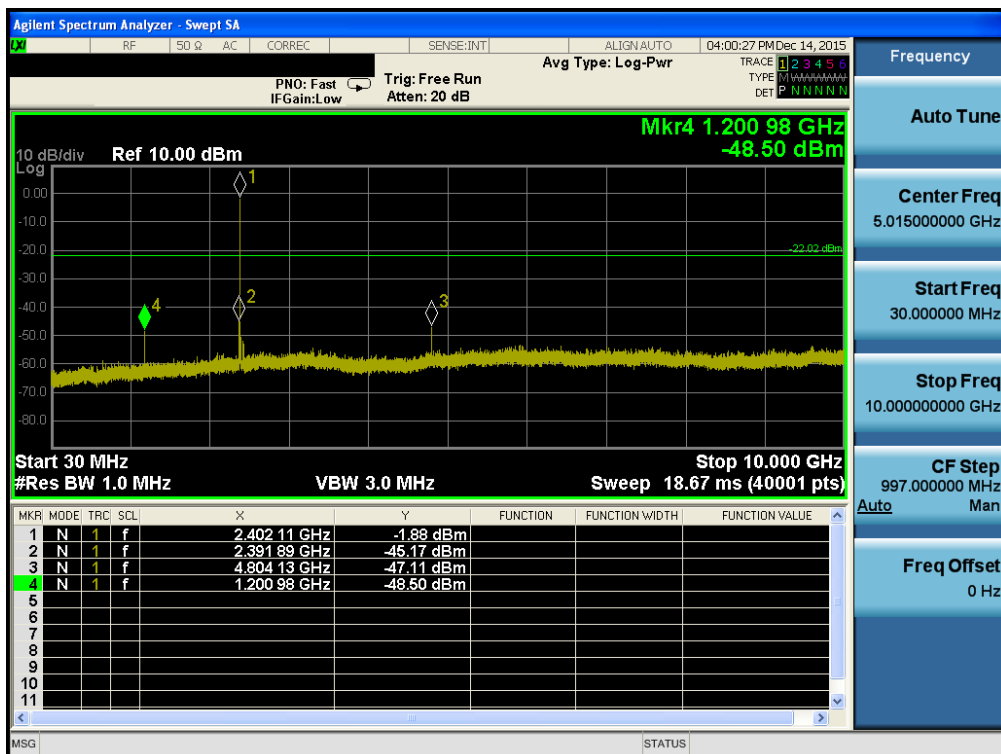 Agilent Spectrum Analyzer - Swept SA
LXI RF 50 Ω AC CORREC SENSE:INT ALIGN AUTO 04:00:27 PM Dec 14, 2015
Frequency
Avg Type: Log-Pwr
TRACE 1 2 3 4 5 6
PNO: Fast Trig: Free Run
TYPE M
IFGain:Low Atten: 20 dB
DET P N N N N N
Auto Tune
Mkr4 1.200 98 GHz
-48.50 dBm
10 dB/div Ref 10.00 dBm
Log
1
0.00
Center Freq
5.015000000 GHz
-10.0
-20.0
-22.02 dBm
-30.0
Start Freq
30.000000 MHz
2
3
4
-40.0
-50.0
-60.0
Stop Freq
10.000000000 GHz
-70.0
-80.0
Start 30 MHz Stop 10.000 GHz
#Res BW 1.0 MHz VBW 3.0 MHz Sweep 18.67 ms (40001 pts)
CF Step
997.000000 MHz
Auto Man
MKR MODE TRC SCL X Y FUNCTION FUNCTION WIDTH FUNCTION VALUE
1 N 1 f 2.402 11 GHz -1.88 dBm
2 N 1 f 2.391 89 GHz -45.17 dBm
3 N 1 f 4.804 13 GHz -47.11 dBm
4 N 1 f 1.200 98 GHz -48.50 dBm
5
6
7
8
9
10
11
Freq Offset
0 Hz
MSG STATUS